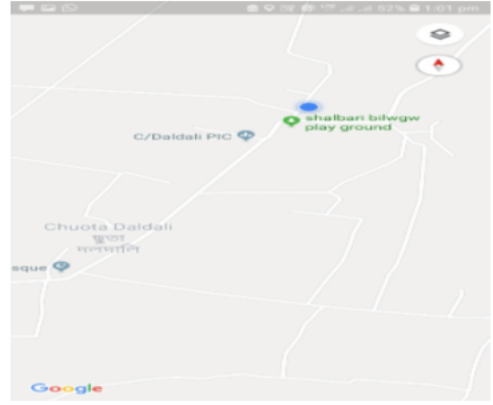 52% 1:01 pm
shalbari bilwgw
play ground
C/Daldali PIC
Chuota Daldali
sque
Google